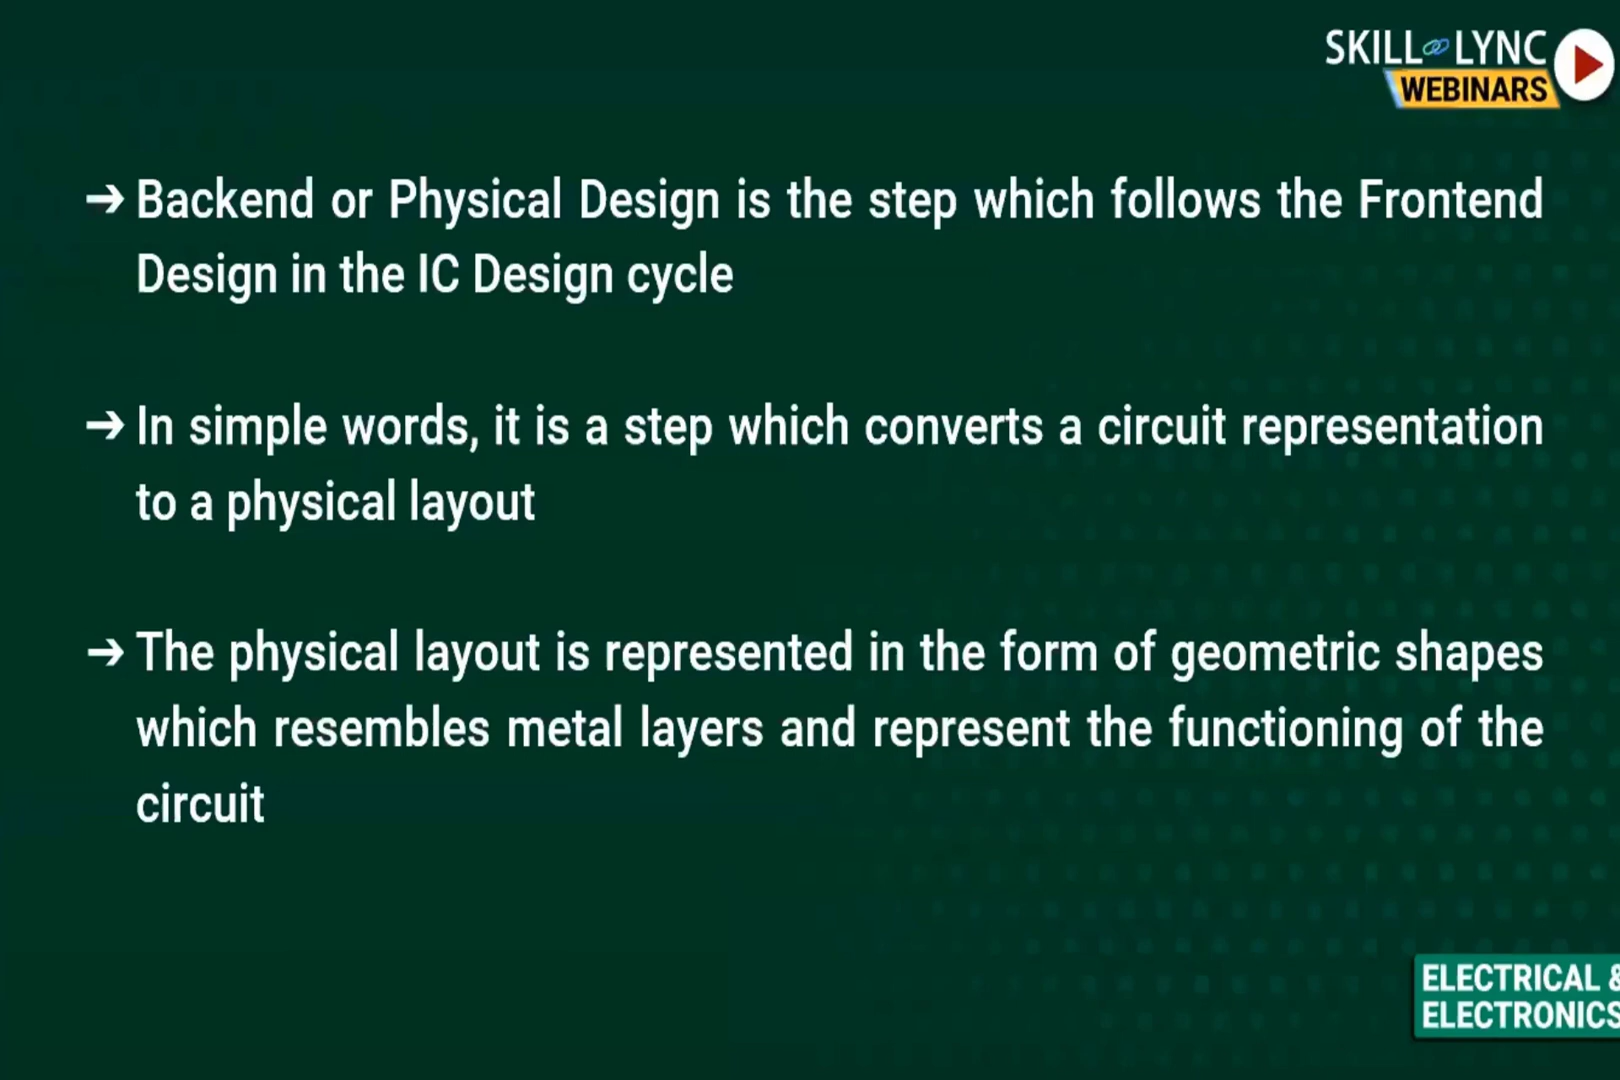 SKILL LYNC
WEBINARS
➔ Backend or Physical Design is the step which follows the Frontend
Design in the IC Design cycle
➔ In simple words, it is a step which converts a circuit representation
to a physical layout
➔ The physical layout is represented in the form of geometric shapes
which resembles metal layers and represent the functioning of the
circuit
ELECTRICAL &
ELECTRONICS